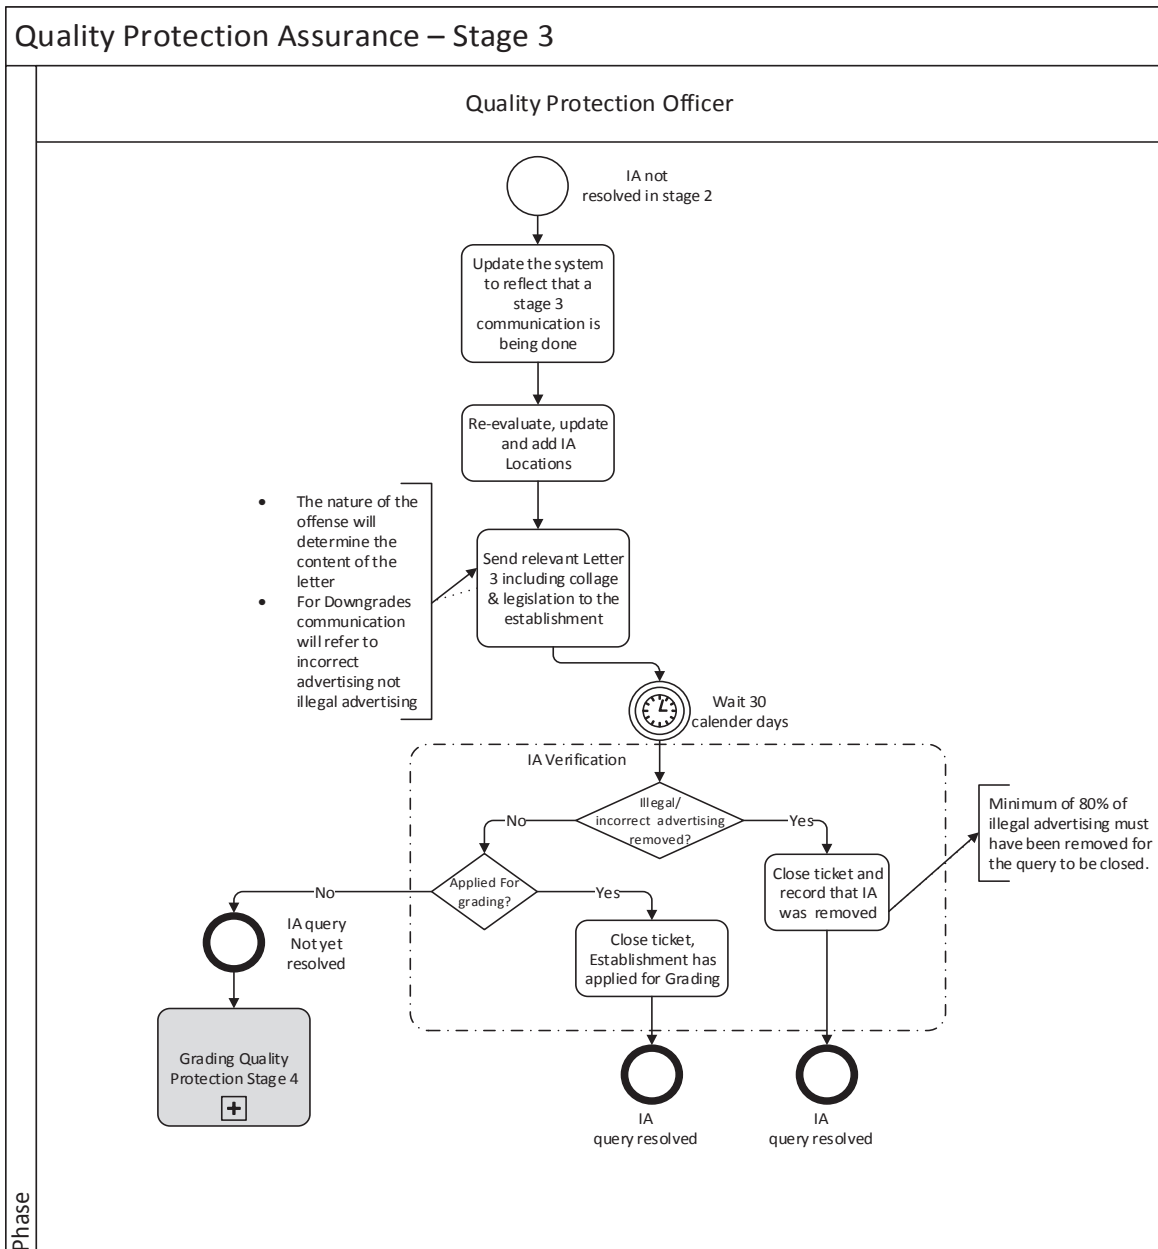 Quality Protection Assurance – Stage 3
Quality Protection Officer
IA not
resolved in stage 2
Update the system
to reflect that a
stage 3
communication is
being done
Re-evaluate, update
and add IA
Locations
• The nature of the
offense will
determine the
content of the
letter
• For Downgrades
communication
will refer to
incorrect
advertising not
illegal advertising
Send relevant Letter
3 including collage
& legislation to the
establishment
Wait 30
calender days
IA Verification
Illegal/
incorrect advertising
removed?
No
Yes
Minimum of 80% of
illegal advertising must
have been removed for
the query to be closed.
Applied For
grading?
No
Yes
Close ticket and
record that IA
was removed
IA query
Not yet
resolved
Close ticket,
Establishment has
applied for Grading
Grading Quality
Protection Stage 4
IA
query resolved
IA
query resolved
Phase